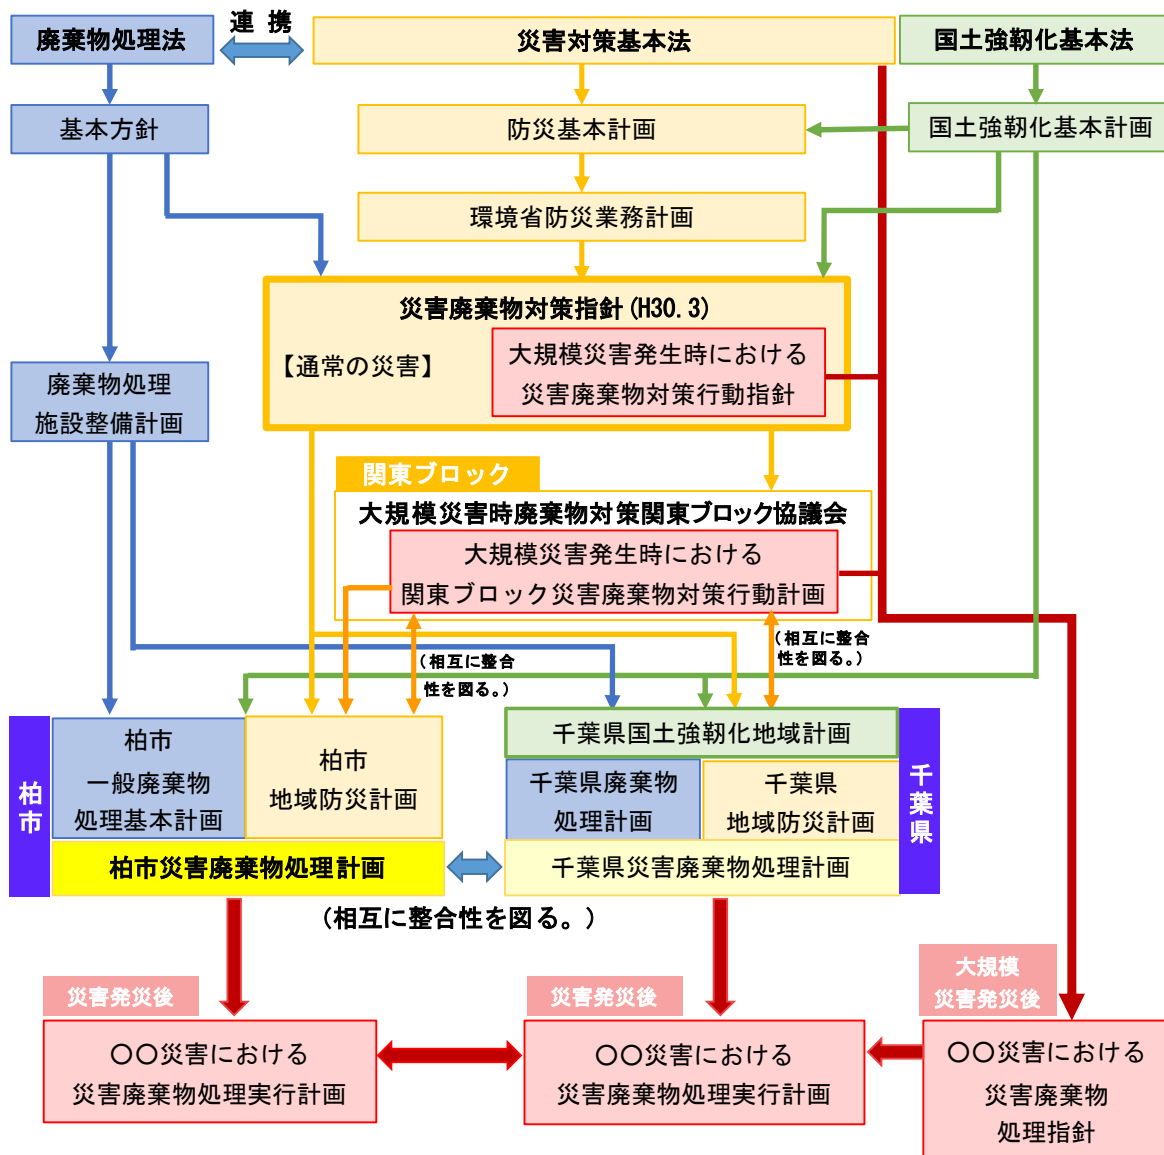 連 携
廃棄物処理法
災害対策基本法
国土強靭化基本法
基本方針
防災基本計画
国土強靭化基本計画
環境省防災業務計画
災害廃棄物対策指針(H30.3)
【通常の災害】
大規模災害発生時における
災害廃棄物対策行動指針
廃棄物処理
施設整備計画
関東ブロック
大規模災害時廃棄物対策関東ブロック協議会
大規模災害発生時における
関東ブロック災害廃棄物対策行動計画
(相互に整合
性を図る。)
(相互に整合
性を図る。)
柏市
柏市
一般廃棄物
処理基本計画
柏市
地域防災計画
千葉県国土強靭化地域計画
千葉県廃棄物
処理計画
千葉県
地域防災計画
千葉県
柏市災害廃棄物処理計画
千葉県災害廃棄物処理計画
(相互に整合性を図る。)
災害発災後
災害発災後
大規模
災害発災後
〇〇災害における
災害廃棄物処理実行計画
〇〇災害における
災害廃棄物処理実行計画
〇〇災害における
災害廃棄物
処理指針